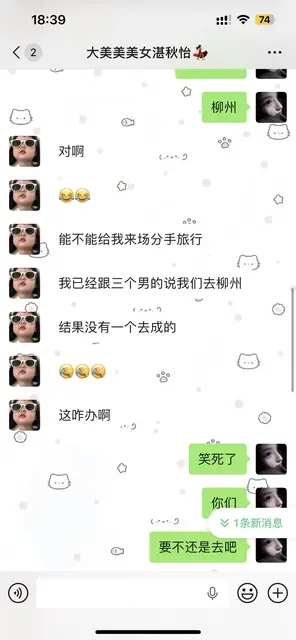 18:39
74
2
大美美美女湛秋怡💃
柳州
对啊
😂😂
能不能给我来场分手旅行
我已经跟三个男的说我们去柳州
结果没有一个去成的
🤣🤣🤣
这咋办啊
笑死了
你们
1条新消息
要不还是去吧